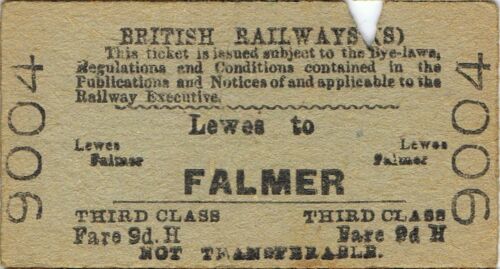 BRITISH RAILWAYS (S)
This ticket is issued subject to the Bye-laws,
Regulations and Conditions contained in the
Publications and Notices of and applicable to the
Railway Executive.
Lewes to
Lewes Lewes
Falmer Falmer
FALMER
THIRD CLASS THIRD CLASS
Fare 9d. H Fare 9d H
NOT TRANSFERABLE.
9004
9004